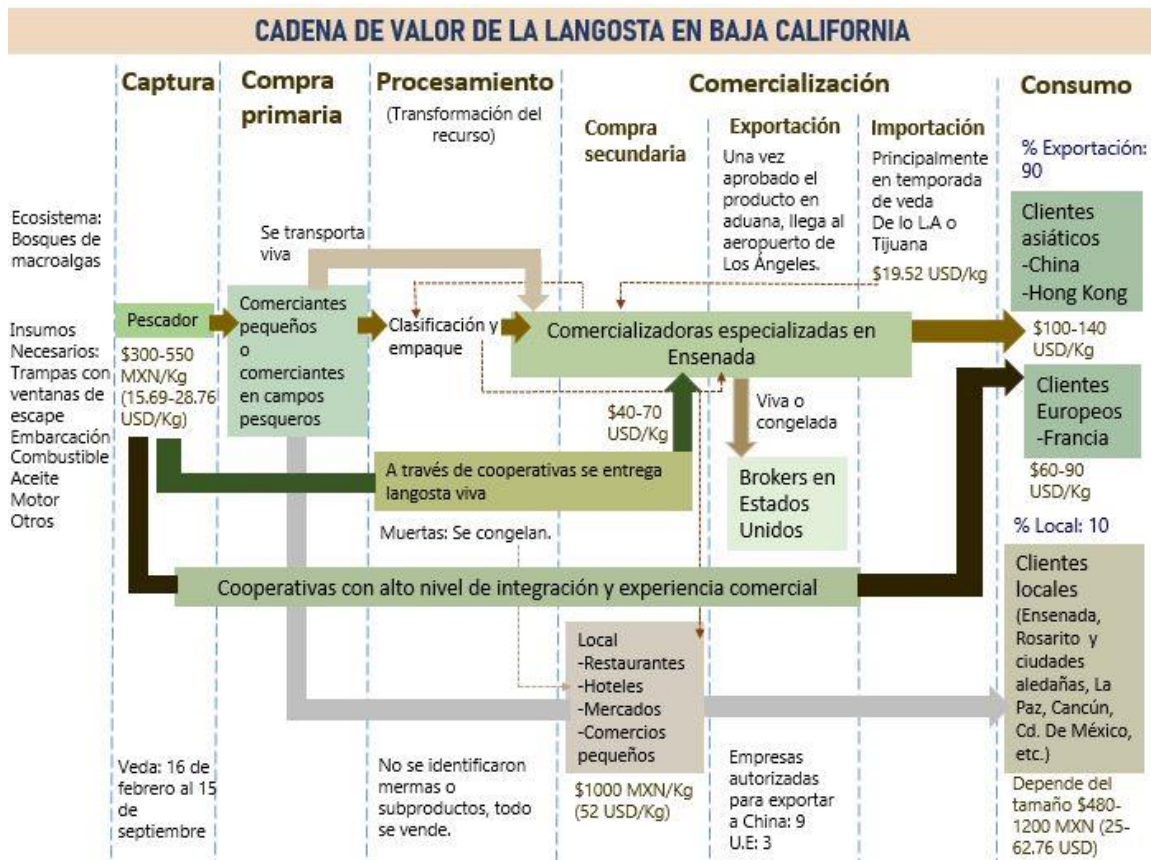 CADENA DE VALOR DE LA LANGOSTA EN BAJA CALIFORNIA
Captura
Compra
primaria
Procesamiento
(Transformación del
recurso)
Comercialización
Compra
secundaria
Exportación
Una vez
aprobado el
producto en
aduana, llega al
aeropuerto de
Los Ángeles.
Importación
Principalmente
en temporada
de veda
De lo L.A o
Tijuana
$19.52 USD/kg
Consumo
% Exportación:
90
Clientes
asiáticos
-China
-Hong Kong
$100-140
USD/Kg
Clientes
Europeos
-Francia
$60-90
USD/Kg
% Local: 10
Clientes
locales
(Ensenada,
Rosarito y
ciudades
aledañas, La
Paz, Cancún,
Cd. De México,
etc.)
Depende del
tamaño $480-
1200 MXN (25-
62.76 USD)
Ecosistema:
Bosques de
macroalgas
Insumos
Necesarios:
Trampas con
ventanas de
escape
Embarcación
Combustible
Aceite
Motor
Otros
Pescador
$300-550
MXN/Kg
(15.69-28.76
USD/Kg)
Se transporta
viva
Comerciantes
pequeños
o
comerciantes
en campos
pesqueros
Clasificación y
empaque
Comercializadoras especializadas en
Ensenada
$40-70
USD/Kg
Viva o
congelada
A través de cooperativas se entrega
langosta viva
Brokers en
Estados
Unidos
Muertas: Se congelan.
Cooperativas con alto nivel de integración y experiencia comercial
Local
-Restaurantes
-Hoteles
-Mercados
-Comercios
pequeños
$1000 MXN/Kg
(52 USD/Kg)
Veda: 16 de
febrero al 15
de
septiembre
No se identificaron
mermas o
subproductos, todo
se vende.
Empresas
autorizadas
para exportar
a China: 9
U.E: 3